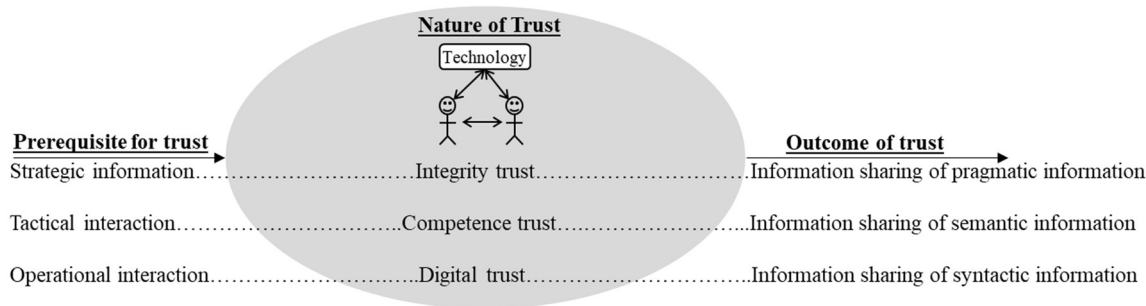 Nature of Trust
Technology
Prerequisite for trust
Outcome of trust
Strategic information……………………………Integrity trust………………………………Information sharing of pragmatic information
Tactical interaction……………………………..Competence trust….…………………………...Information sharing of semantic information
Operational interaction…………………………...Digital trust………………………………...Information sharing of syntactic information